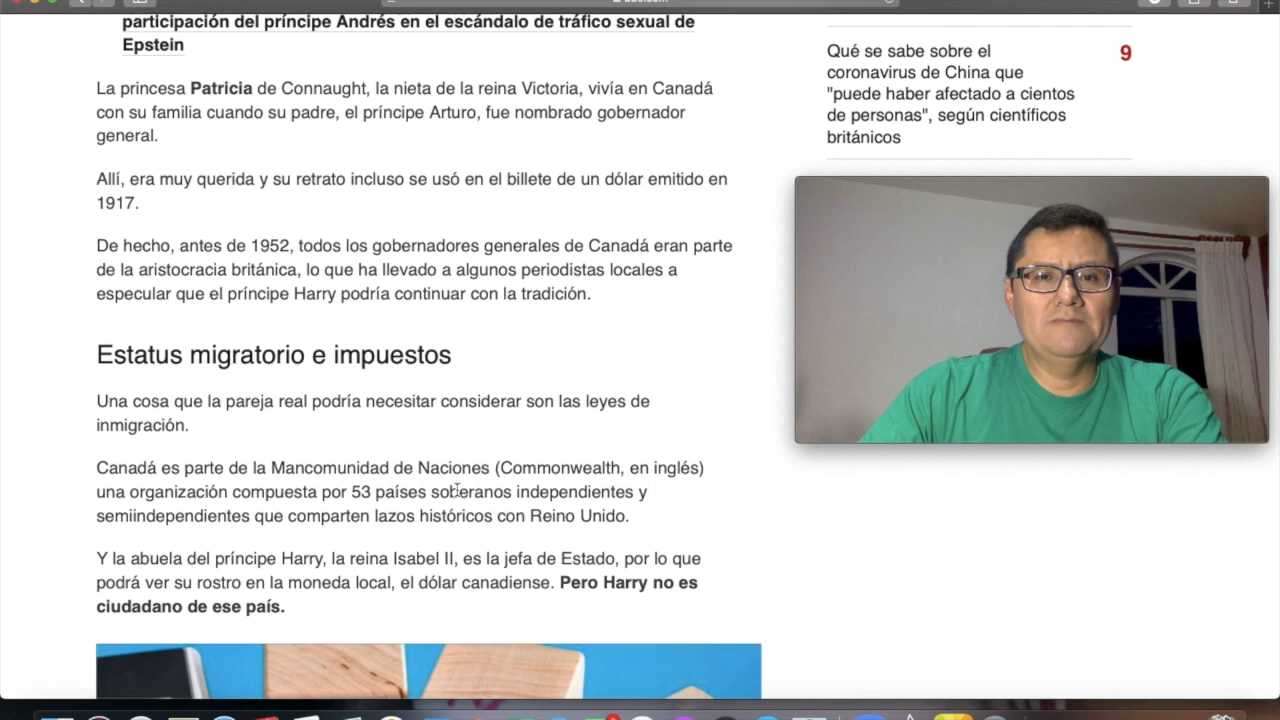 participación del príncipe Andrés en el escándalo de tráfico sexual de
Epstein
La princesa Patricia de Connaught, la nieta de la reina Victoria, vivía en Canadá
con su familia cuando su padre, el príncipe Arturo, fue nombrado gobernador
general.
Allí, era muy querida y su retrato incluso se usó en el billete de un dólar emitido en
1917.
De hecho, antes de 1952, todos los gobernadores generales de Canadá eran parte
de la aristocracia británica, lo que ha llevado a algunos periodistas locales a
especular que el príncipe Harry podría continuar con la tradición.
Estatus migratorio e impuestos
Una cosa que la pareja real podría necesitar considerar son las leyes de
inmigración.
Canadá es parte de la Mancomunidad de Naciones (Commonwealth, en inglés)
una organización compuesta por 53 países soberanos independientes y
semiindependientes que comparten lazos históricos con Reino Unido.
Y la abuela del príncipe Harry, la reina Isabel II, es la jefa de Estado, por lo que
podrá ver su rostro en la moneda local, el dólar canadiense. Pero Harry no es
ciudadano de ese país.
Qué se sabe sobre el
coronavirus de China que
"puede haber afectado a cientos
de personas", según científicos
británicos
9